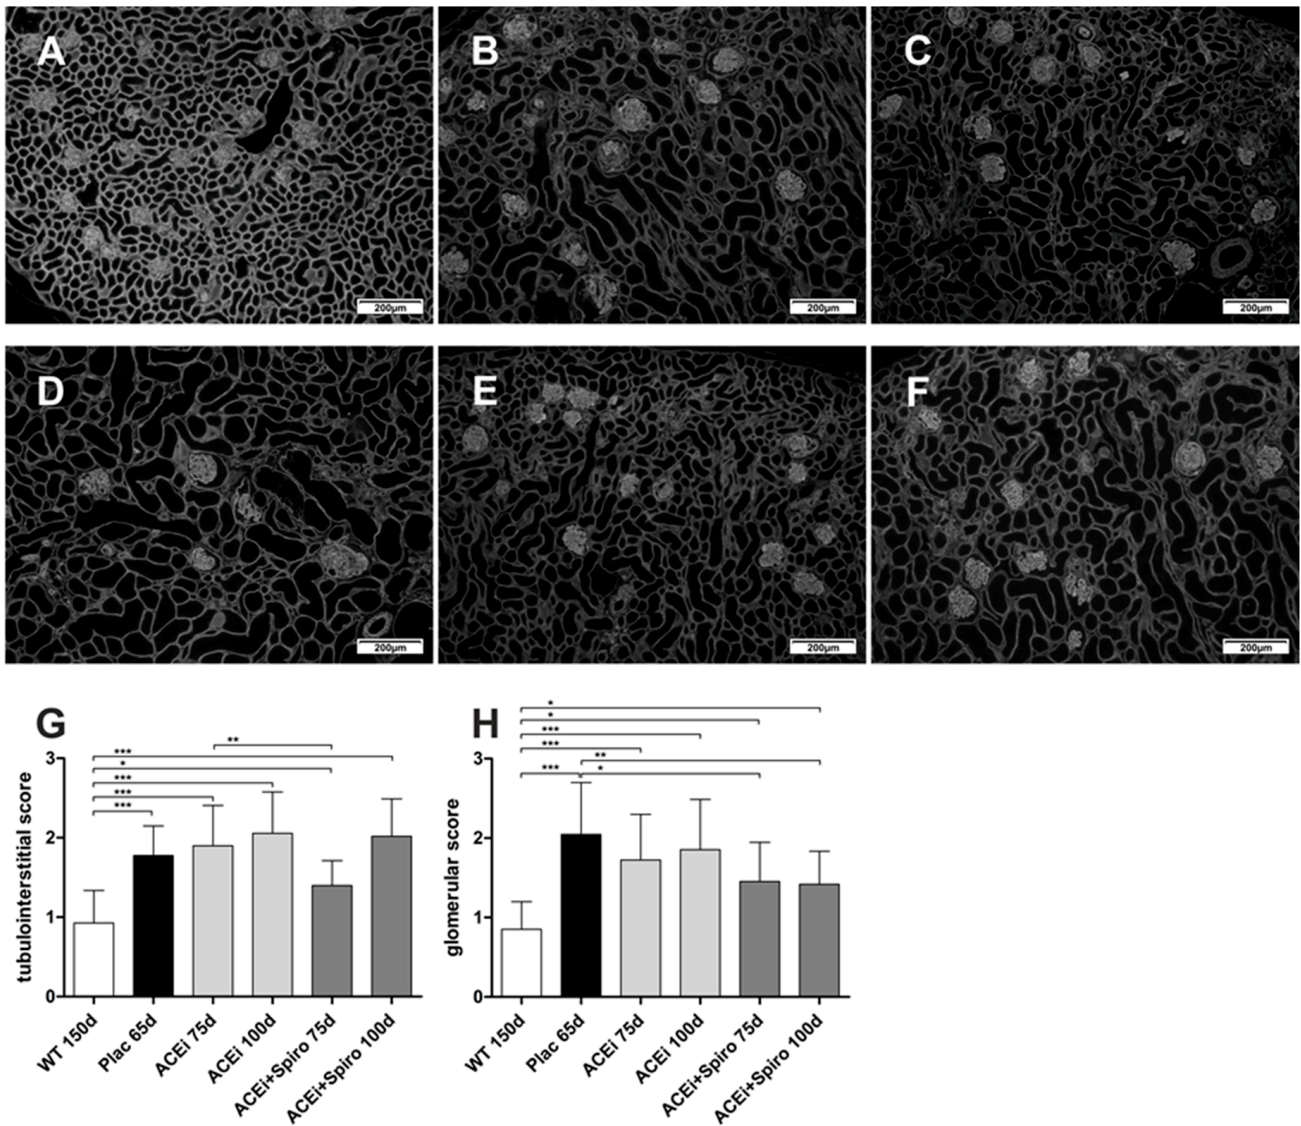 A
B
C
200µm
200µm
200µm
D
E
F
200µm
200µm
200µm
G
tubulointerstitial score
3
2
1
0
**
***
*
***
***
***
WT 150d
Plac 65d
ACEi 75d
ACEi 100d
ACEi+Spiro 75d
ACEi+Spiro 100d
H
glomerular score
3
2
1
0
*
*
***
***
**
***
*
WT 150d
Plac 65d
ACEi 75d
ACEi 100d
ACEi+Spiro 75d
ACEi+Spiro 100d